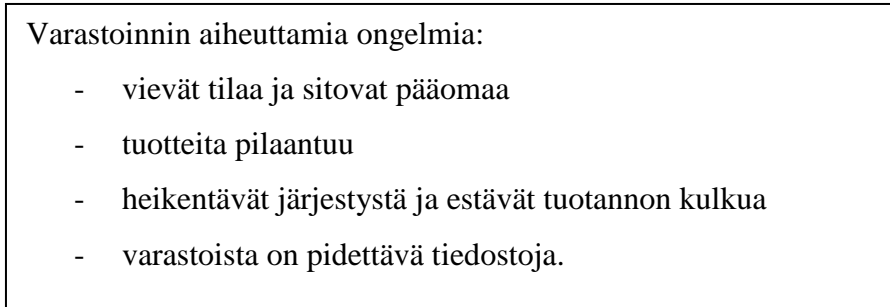 Varastoinnin aiheuttamia ongelmia:
- vievät tilaa ja sitovat pääomaa
- tuotteita pilaantuu
- heikentävät järjestystä ja estävät tuotannon kulkua
- varastoista on pidettävä tiedostoja.